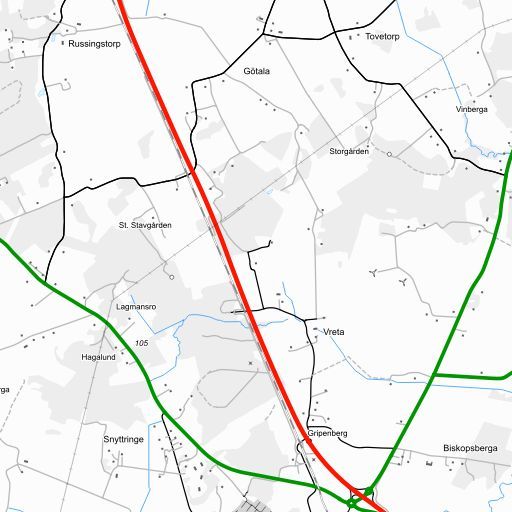 Tovetorp
Russingstorp
Götala
Vinberga
Storgården
St. Stavgården
Lagmansro
Vreta
105
Hagalund
Gripenberg
Snyttringe
Biskopsberga